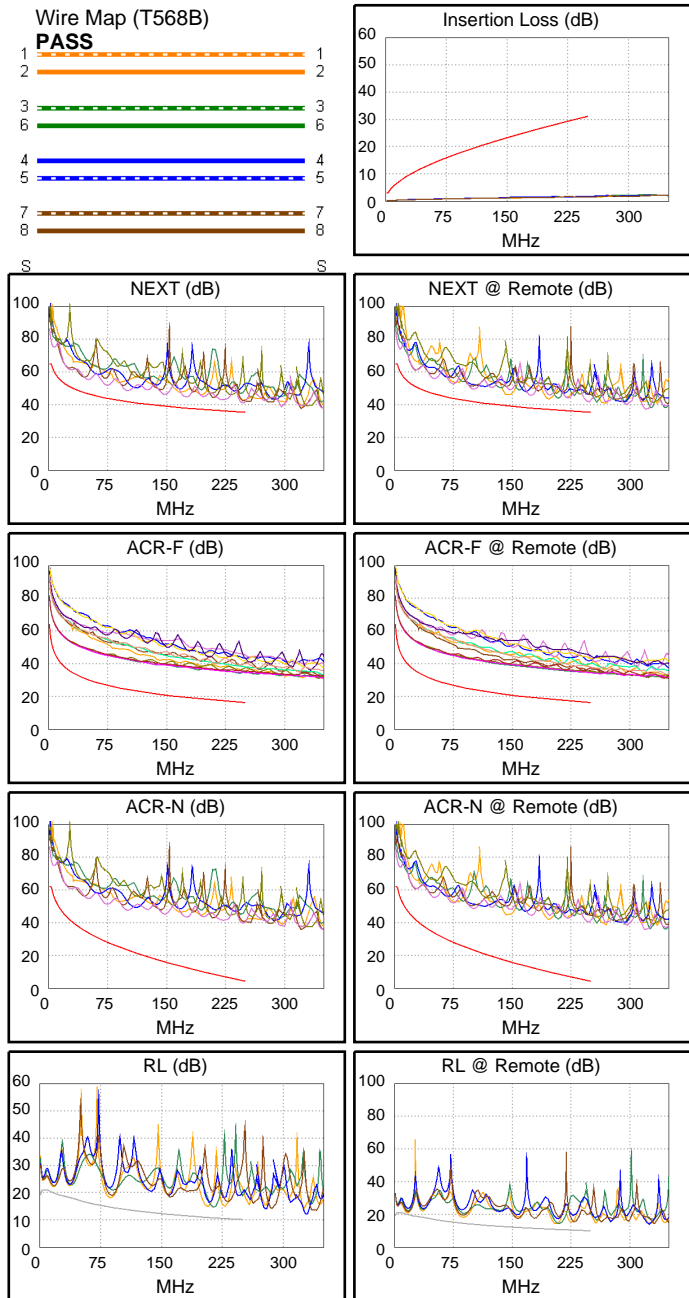 Wire Map (T568B)
PASS
1 1
2 2
3 3
6 6
4 4
5 5
7 7
8 8
S S
Insertion Loss (dB)
60
50
40
30
20
10
0
0 75 150 225 300
MHz
NEXT (dB)
100
80
60
40
20
0
0 75 150 225 300
MHz
NEXT @ Remote (dB)
100
80
60
40
20
0
0 75 150 225 300
MHz
ACR-F (dB)
100
80
60
40
20
0
0 75 150 225 300
MHz
ACR-F @ Remote (dB)
100
80
60
40
20
0
0 75 150 225 300
MHz
ACR-N (dB)
100
80
60
40
20
0
0 75 150 225 300
MHz
ACR-N @ Remote (dB)
100
80
60
40
20
0
0 75 150 225 300
MHz
RL (dB)
60
50
40
30
20
10
0
0 75 150 225 300
MHz
RL @ Remote (dB)
100
80
60
40
20
0
0 75 150 225 300
MHz